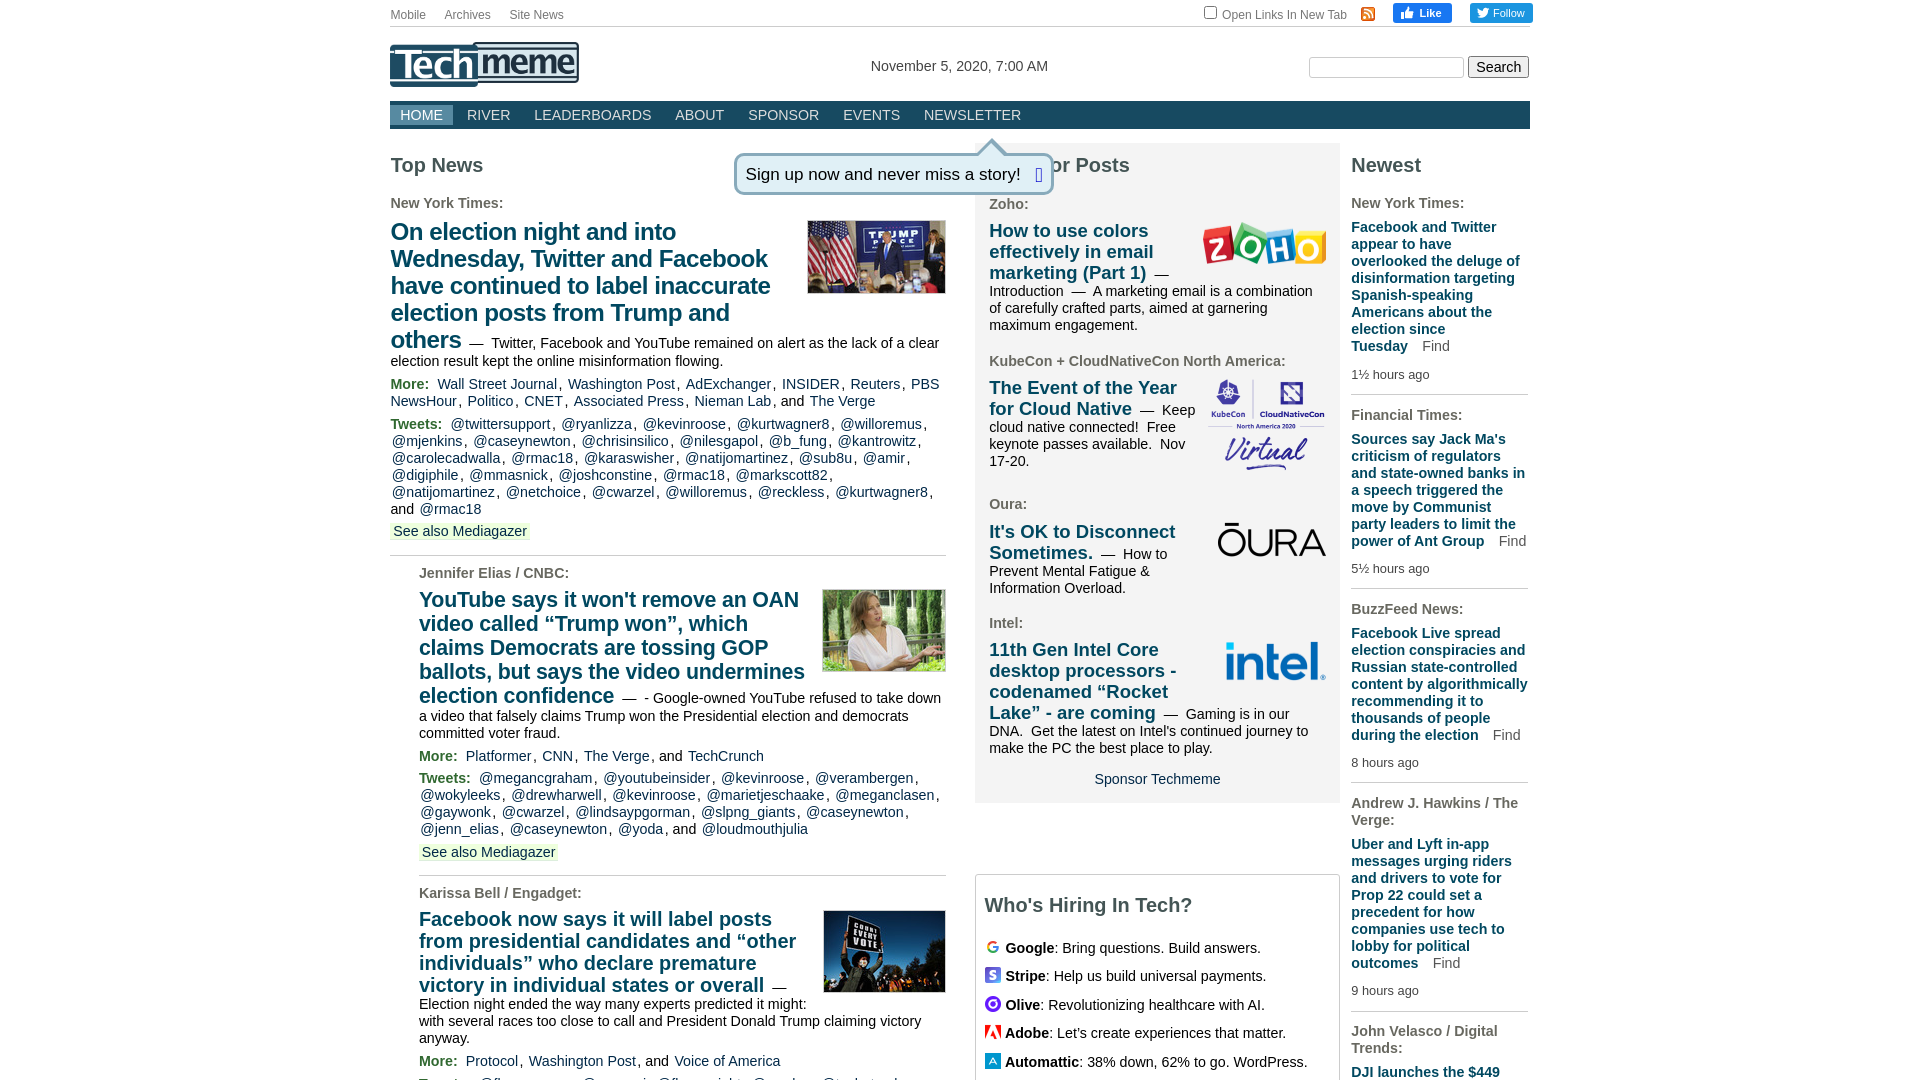 Mobile Archives Site News
Open Links In New Tab
Like
Follow
Techmeme
November 5, 2020, 7:00 AM
Search
HOME RIVER LEADERBOARDS ABOUT SPONSOR EVENTS NEWSLETTER
Sign up now and never miss a story!
Top News
New York Times:
On election night and into
Wednesday, Twitter and Facebook
have continued to label inaccurate
election posts from Trump and
others — Twitter, Facebook and YouTube remained on alert as the lack of a clear
election result kept the online misinformation flowing.
TRUMP
PENCE
More: Wall Street Journal, Washington Post, AdExchanger, INSIDER, Reuters, PBS
NewsHour, Politico, CNET, Associated Press, Nieman Lab, and The Verge
Tweets: @twittersupport, @ryanlizza, @kevinroose, @kurtwagner8, @willoremus,
@mjenkins, @caseynewton, @chrisinsilico, @nilesgapol, @b_fung, @kantrowitz,
@carolecadwalla, @rmac18, @karaswisher, @natijomartinez, @sub8u, @amir,
@digiphile, @mmasnick, @joshconstine, @rmac18, @markscott82,
@natijomartinez, @netchoice, @cwarzel, @willoremus, @reckless, @kurtwagner8,
and @rmac18
See also Mediagazer
Jennifer Elias / CNBC:
YouTube says it won't remove an OAN
video called “Trump won”, which
claims Democrats are tossing GOP
ballots, but says the video undermines
election confidence — - Google-owned YouTube refused to take down
a video that falsely claims Trump won the Presidential election and democrats
committed voter fraud.
More: Platformer, CNN, The Verge, and TechCrunch
Tweets: @megancgraham, @youtubeinsider, @kevinroose, @verambergen,
@wokyleeks, @drewharwell, @kevinroose, @marietjeschaake, @meganclasen,
@gaywonk, @cwarzel, @lindsaypgorman, @slpng_giants, @caseynewton,
@jenn_elias, @caseynewton, @yoda, and @loudmouthjulia
See also Mediagazer
Karissa Bell / Engadget:
Facebook now says it will label posts
from presidential candidates and “other
individuals” who declare premature
victory in individual states or overall —
Election night ended the way many experts predicted it might:
with several races too close to call and President Donald Trump claiming victory
anyway.
COUNT
EVERY
VOTE
More: Protocol, Washington Post, and Voice of America
or Posts
Zoho:
How to use colors
effectively in email
marketing (Part 1) —
Introduction — A marketing email is a combination
of carefully crafted parts, aimed at garnering
maximum engagement.
ZOHO
KubeCon + CloudNativeCon North America:
The Event of the Year
for Cloud Native — Keep
cloud native connected! Free
keynote passes available. Nov
17-20.
KubeCon CloudNativeCon
North America 2020
Virtual
Oura:
It's OK to Disconnect
Sometimes. — How to
Prevent Mental Fatigue &
Information Overload.
ŌURA
Intel:
11th Gen Intel Core
desktop processors -
codenamed “Rocket
Lake” - are coming — Gaming is in our
DNA. Get the latest on Intel's continued journey to
make the PC the best place to play.
intel.
Sponsor Techmeme
Who's Hiring In Tech?
Google: Bring questions. Build answers.
Stripe: Help us build universal payments.
Olive: Revolutionizing healthcare with AI.
Adobe: Let’s create experiences that matter.
Automattic: 38% down, 62% to go. WordPress.
Newest
New York Times:
Facebook and Twitter
appear to have
overlooked the deluge of
disinformation targeting
Spanish-speaking
Americans about the
election since
Tuesday Find
1½ hours ago
Financial Times:
Sources say Jack Ma's
criticism of regulators
and state-owned banks in
a speech triggered the
move by Communist
party leaders to limit the
power of Ant Group Find
5½ hours ago
BuzzFeed News:
Facebook Live spread
election conspiracies and
Russian state-controlled
content by algorithmically
recommending it to
thousands of people
during the election Find
8 hours ago
Andrew J. Hawkins / The
Verge:
Uber and Lyft in-app
messages urging riders
and drivers to vote for
Prop 22 could set a
precedent for how
companies use tech to
lobby for political
outcomes Find
9 hours ago
John Velasco / Digital
Trends:
DJI launches the $449